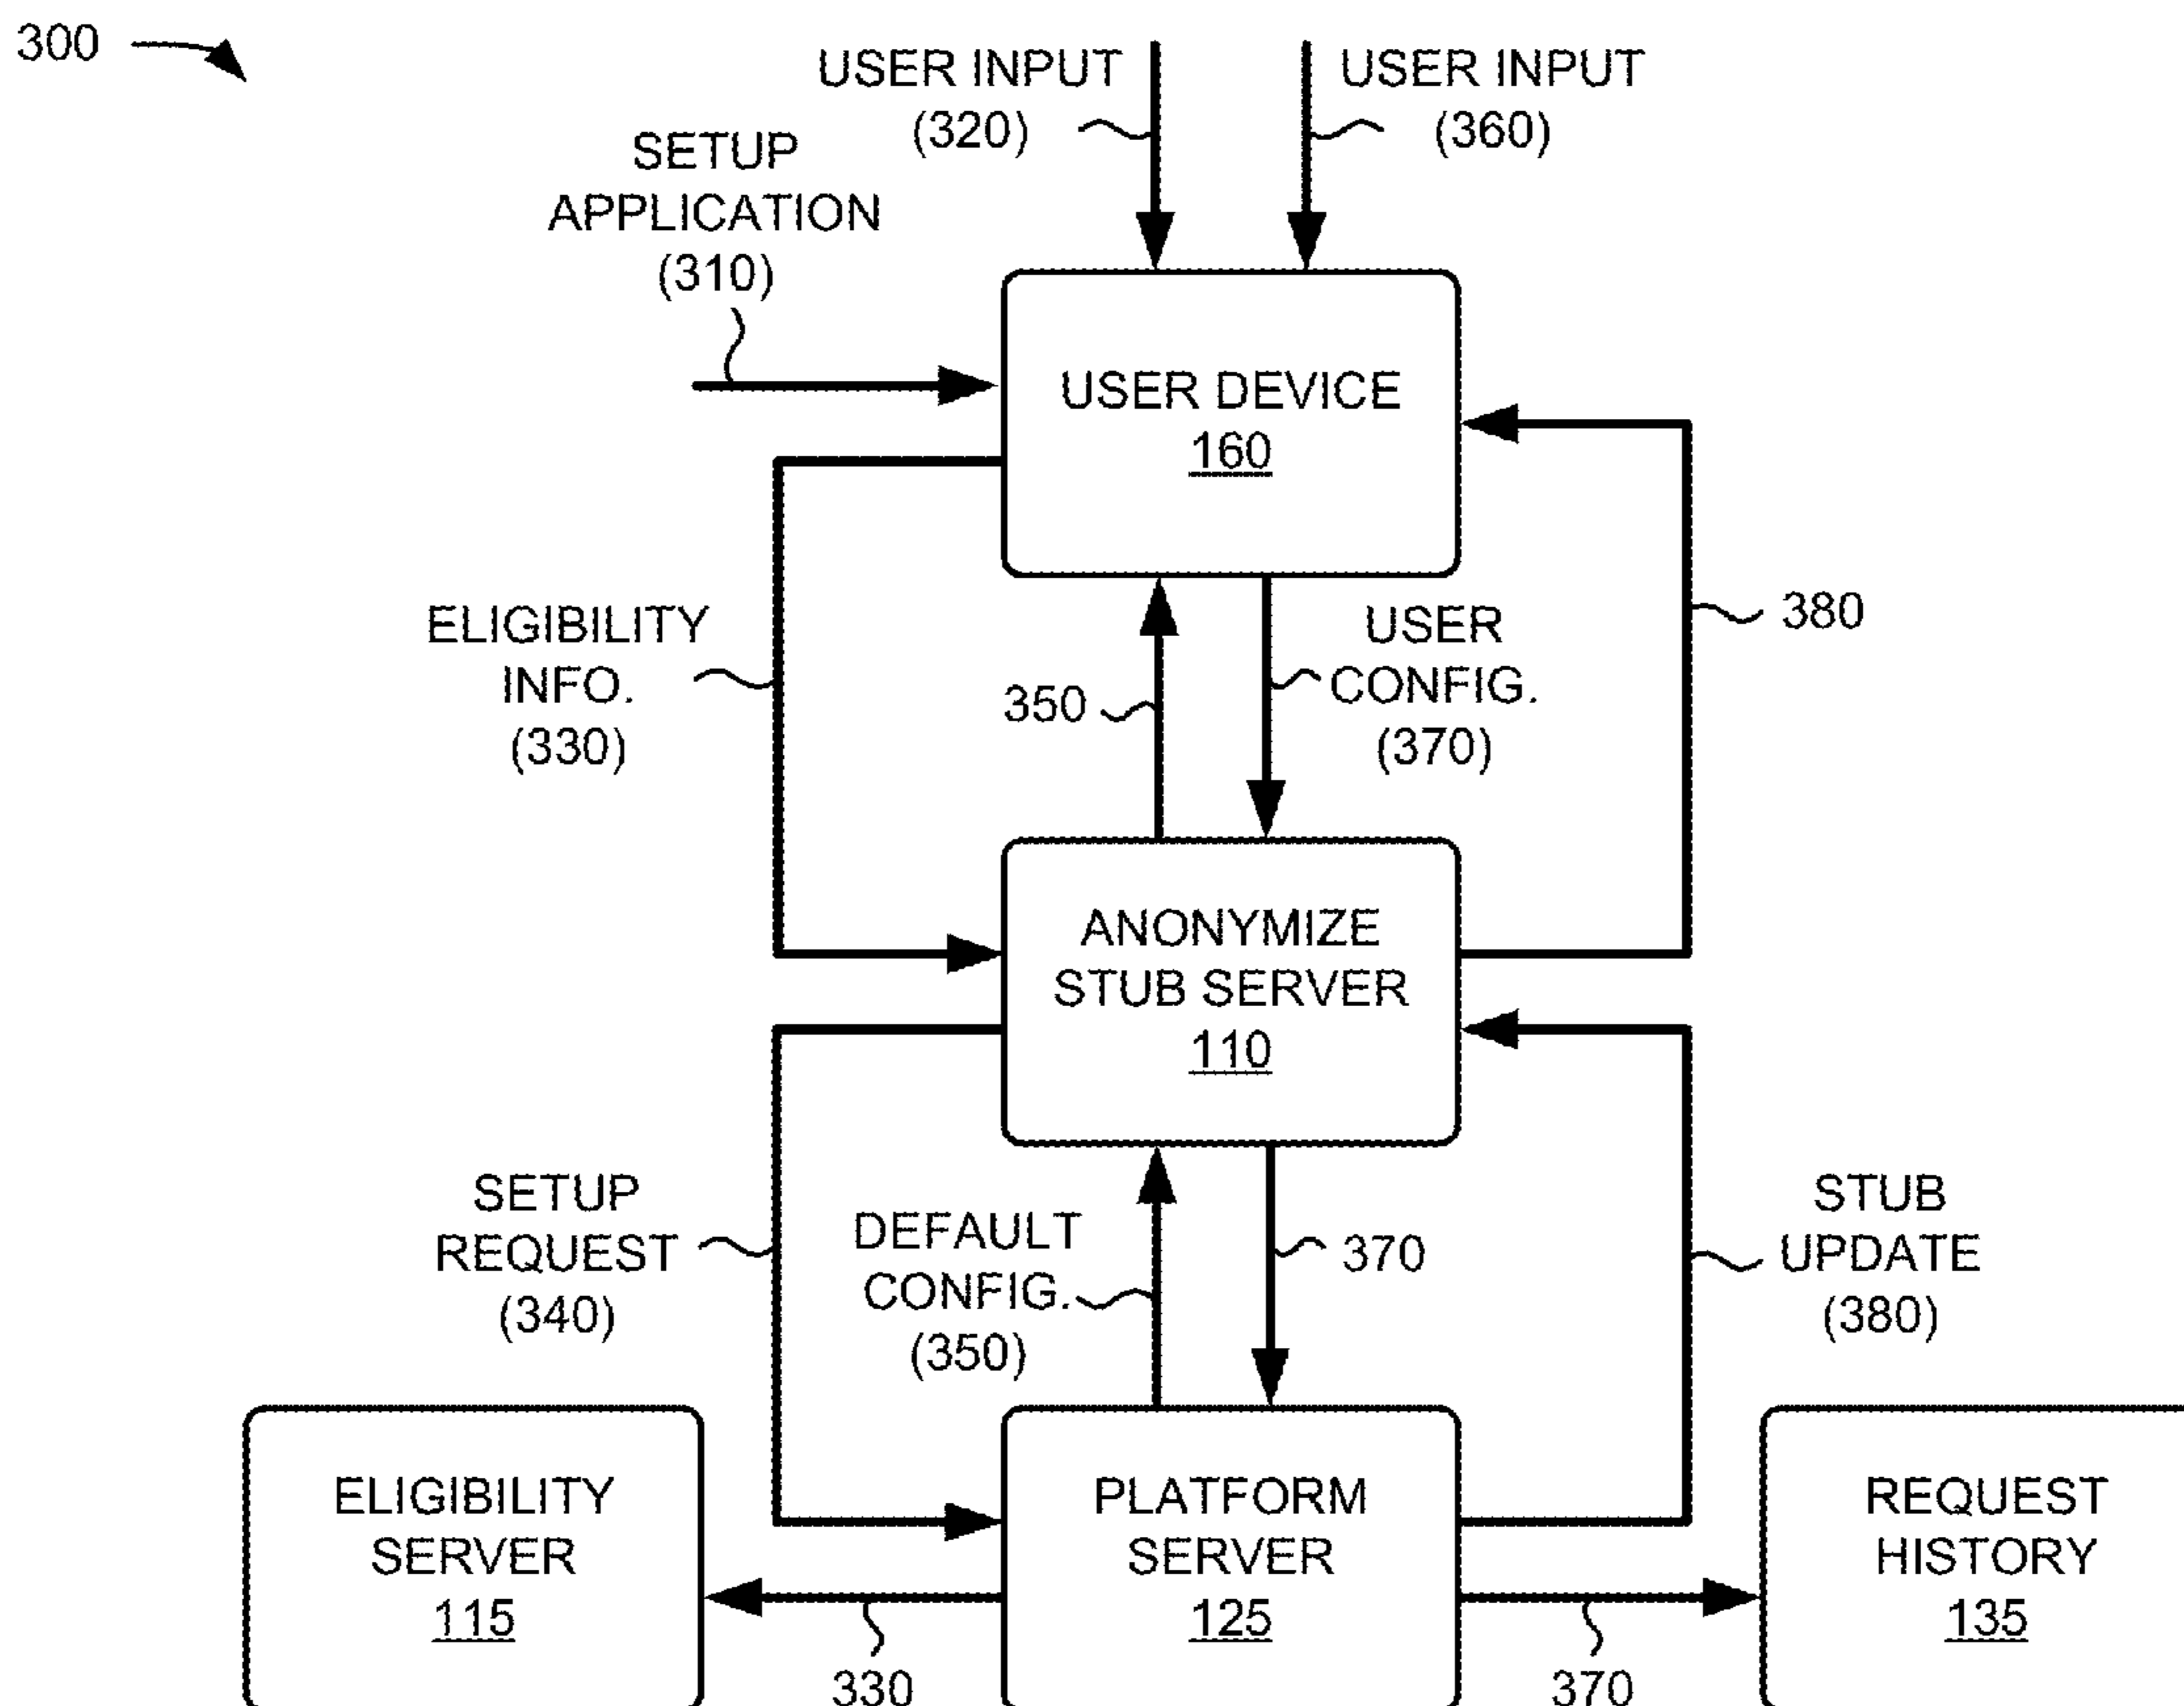 300
USER INPUT
(320)
USER INPUT
(360)
SETUP
APPLICATION
(310)
USER DEVICE
160
ELIGIBILITY
INFO.
(330)
350
USER
CONFIG.
(370)
380
ANONYMIZE
STUB SERVER
110
SETUP
REQUEST
(340)
DEFAULT
CONFIG.
(350)
370
STUB
UPDATE
(380)
ELIGIBILITY
SERVER
115
PLATFORM
SERVER
125
REQUEST
HISTORY
135
330
370